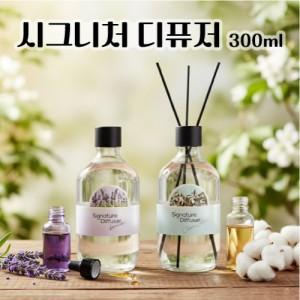 시그니처 디퓨저 300ml
Signature
Diffuser
Signature
Diffuser